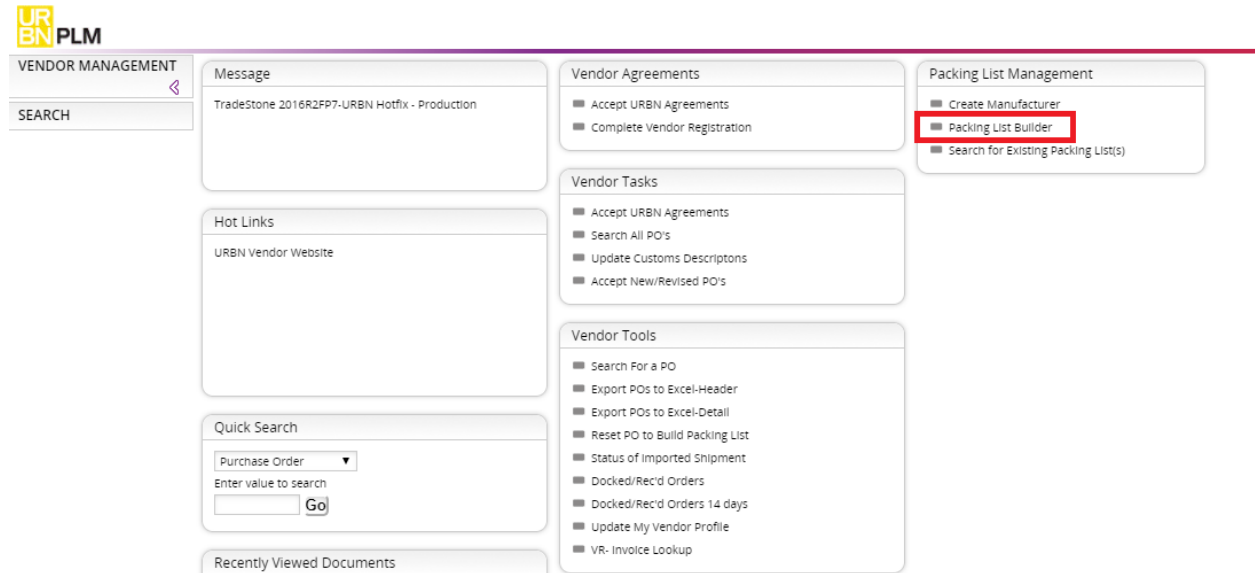 UR
BN PLM
VENDOR MANAGEMENT
SEARCH
Message
TradeStone 2016R2FP7-URBN Hotfix - Production
Hot Links
URBN Vendor Website
Quick Search
Purchase Order
Enter value to search
Go
Recently Viewed Documents
Vendor Agreements
Accept URBN Agreements
Complete Vendor Registration
Vendor Tasks
Accept URBN Agreements
Search All PO's
Update Customs Descriptons
Accept New/Revised PO's
Vendor Tools
Search For a PO
Export POs to Excel-Header
Export POs to Excel-Detail
Reset PO to Build Packing List
Status of Imported Shipment
Docked/Rec'd Orders
Docked/Rec'd Orders 14 days
Update My Vendor Profile
VR- Invoice Lookup
Packing List Management
Create Manufacturer
Packing List Builder
Search for Existing Packing List(s)